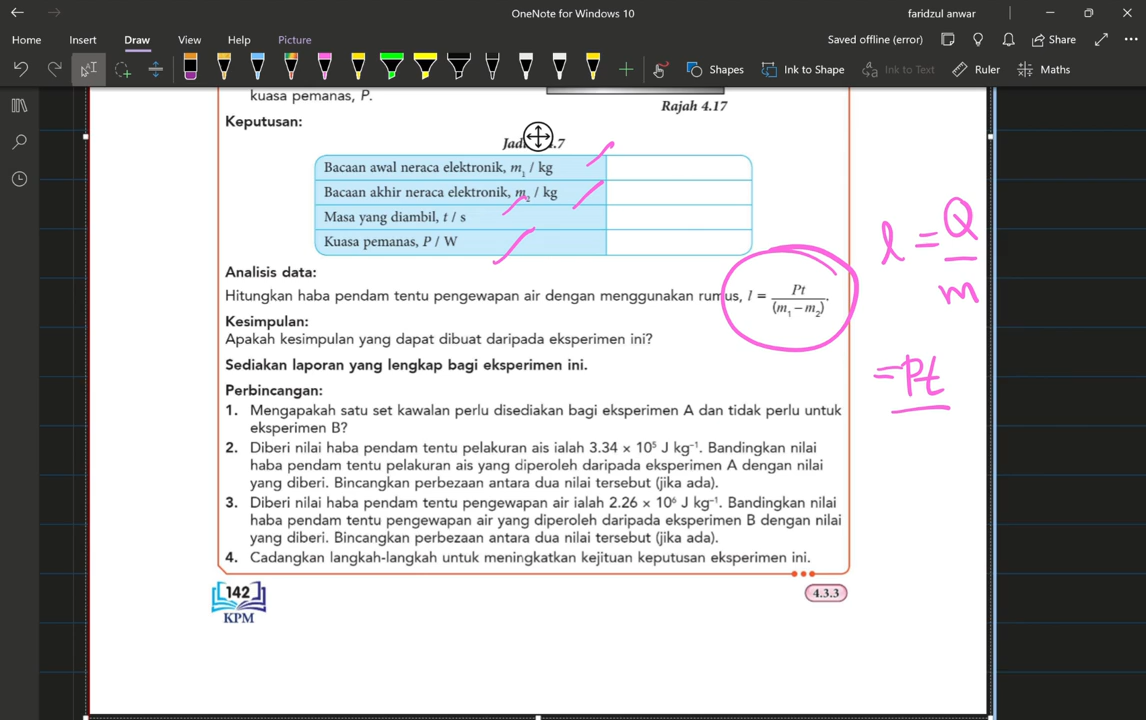 OneNote for Windows 10
faridzul anwar
Home
Insert
Draw
View
Help
Picture
Saved offline (error)
Share
Shapes
Ink to Shape
Ink to Text
Ruler
Maths
kuasa pemanas, P.
Rajah 4.17
Keputusan:
.7
Bacaan awal neraca elektronik, m₁ / kg
Bacaan akhir neraca elektronik, m₂ / kg
Masa yang diambil, t / s
Kuasa pemanas, P / W
l = Q/m
Analisis data:
Hitungkan haba pendam tentu pengewapan air dengan menggunakan rumus, l = Pt/(m₁ – m₂).
Kesimpulan:
Apakah kesimpulan yang dapat dibuat daripada eksperimen ini?
Sediakan laporan yang lengkap bagi eksperimen ini.
= Pt
Perbincangan:
1. Mengapakah satu set kawalan perlu disediakan bagi eksperimen A dan tidak perlu untuk
eksperimen B?
2. Diberi nilai haba pendam tentu pelakuran ais ialah 3.34 × 10⁵ J kg⁻¹. Bandingkan nilai
haba pendam tentu pelakuran ais yang diperoleh daripada eksperimen A dengan nilai
yang diberi. Bincangkan perbezaan antara dua nilai tersebut (jika ada).
3. Diberi nilai haba pendam tentu pengewapan air ialah 2.26 × 10⁶ J kg⁻¹. Bandingkan nilai
haba pendam tentu pengewapan air yang diperoleh daripada eksperimen B dengan nilai
yang diberi. Bincangkan perbezaan antara dua nilai tersebut (jika ada).
4. Cadangkan langkah-langkah untuk meningkatkan kejituan keputusan eksperimen ini.
142
KPM
4.3.3